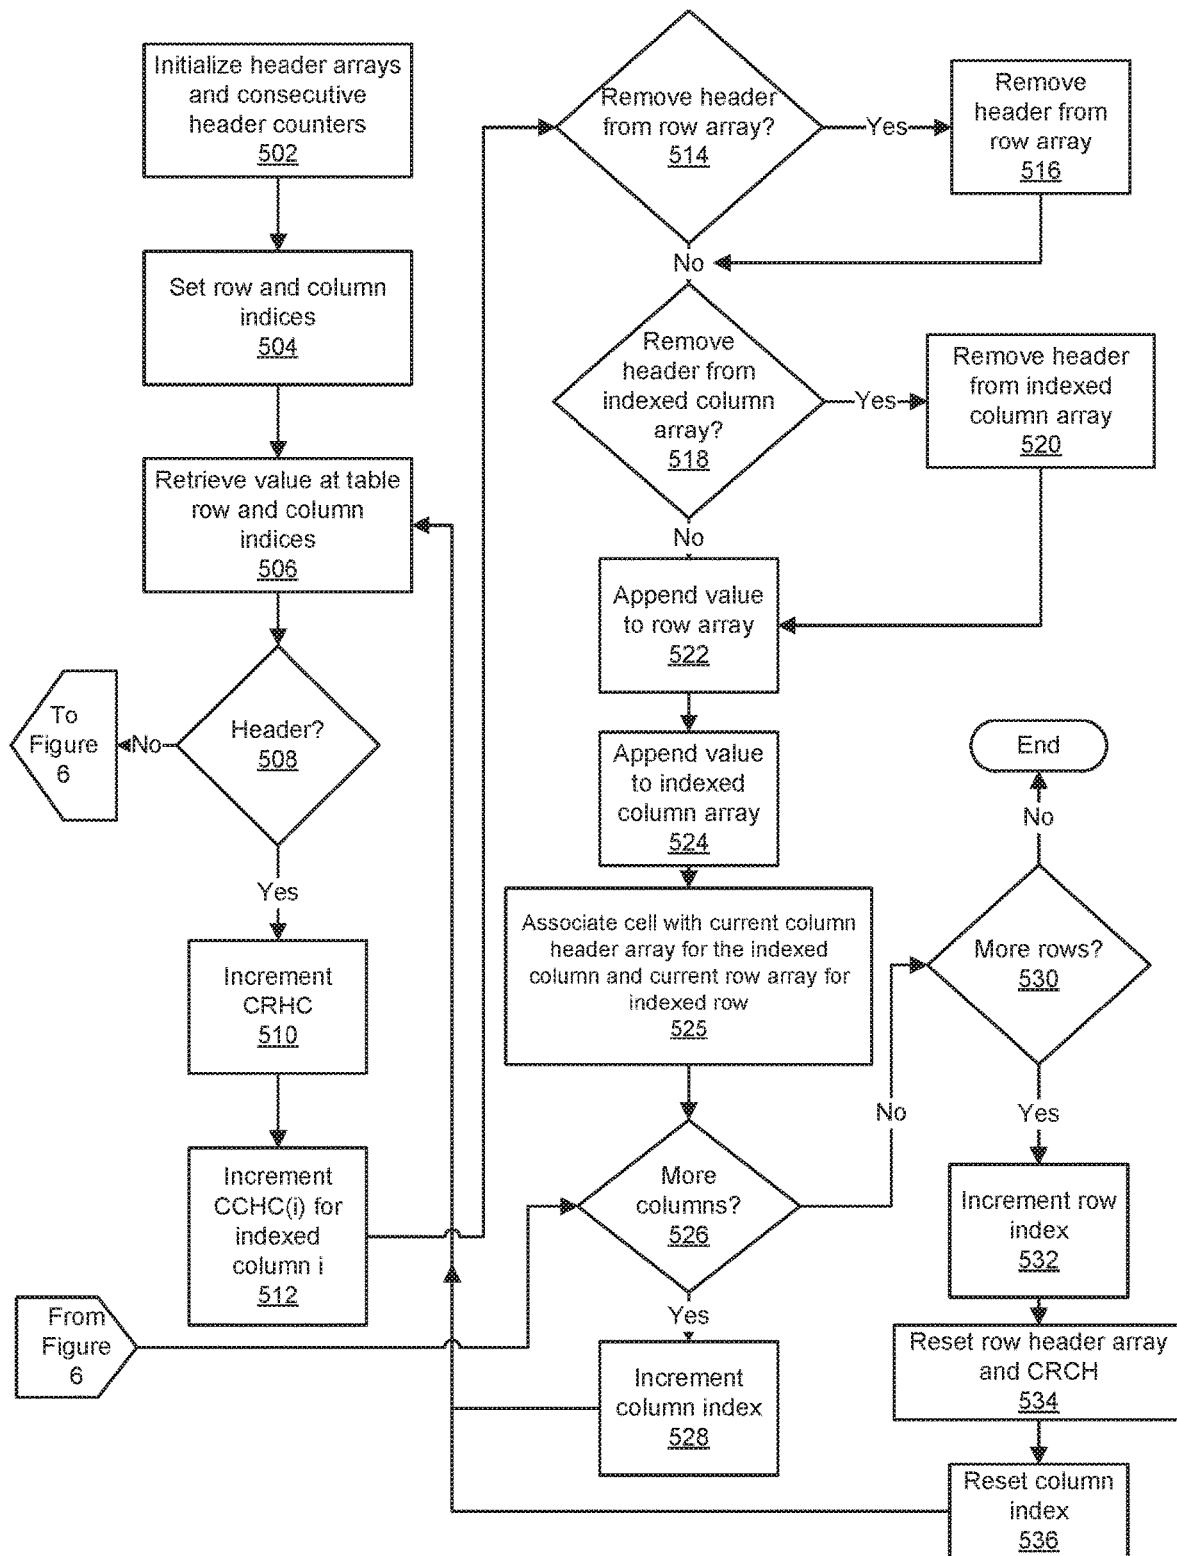 Initialize header arrays
and consecutive
header counters
502
Set row and column
indices
504
Retrieve value at table
row and column
indices
506
Header?
508
No
To
Figure
6
Yes
Increment
CRHC
510
Increment
CCHC(i) for
indexed
column i
512
From
Figure
6
Remove header
from row array?
514
Yes
Remove
header from
row array
516
No
Remove
header from
indexed column
array?
518
Yes
Remove header
from indexed
column array
520
No
Append value
to row array
522
Append value
to indexed
column array
524
Associate cell with current column
header array for the indexed
column and current row array for
indexed row
525
More
columns?
526
Yes
Increment
column index
528
No
More rows?
530
No
End
Yes
Increment row
index
532
Reset row header array
and CRCH
534
Reset column
index
536